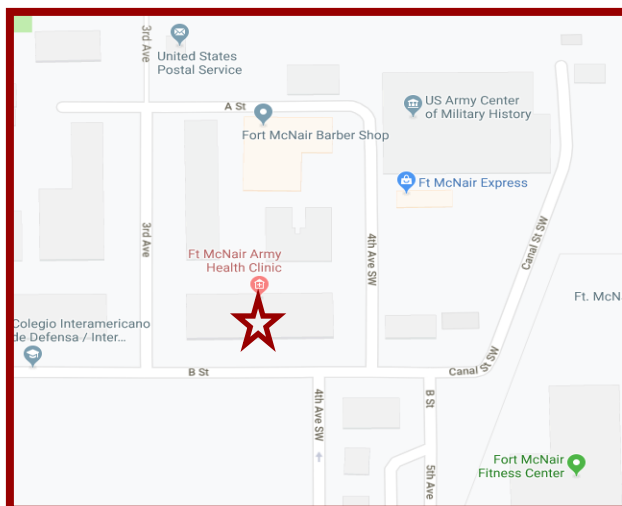 3rd Ave
United States
Postal Service
A St
US Army Center
of Military History
Fort McNair Barber Shop
Ft McNair Express
3rd Ave
4th Ave SW
Canal St SW
Ft McNair Army
Health Clinic
Ft. McN
Colegio Interamericano
de Defensa / Inter...
B St
Canal St SW
4th Ave SW
B St
5th Ave
Fort McNair
Fitness Center